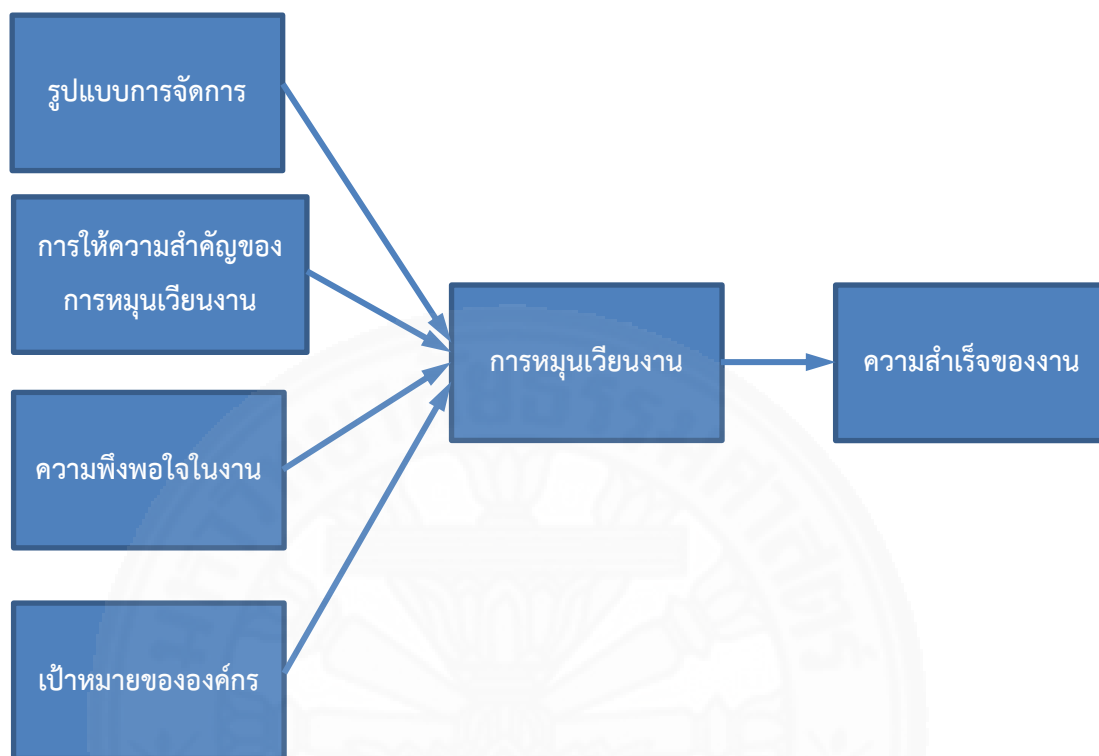 รูปแบบการจัดการ
การให้ความสำคัญของ
การหมุนเวียนงาน
ความพึงพอใจในงาน
เป้าหมายขององค์กร
การหมุนเวียนงาน
ความสำเร็จของงาน